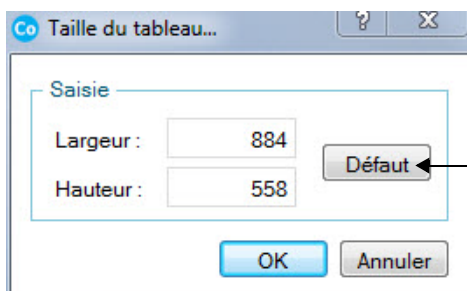 Co Taille du tableau... ? X
Saisie
Largeur : 884
Défaut
Hauteur : 558
OK Annuler